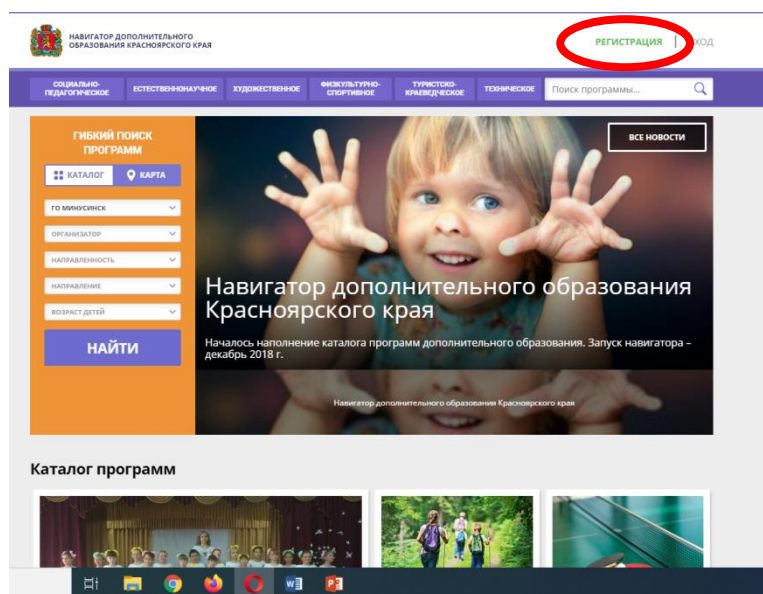 НАВИГАТОР ДОПОЛНИТЕЛЬНОГО
ОБРАЗОВАНИЯ КРАСНОЯРСКОГО КРАЯ
РЕГИСТРАЦИЯ
СОЦИАЛЬНО-
ПЕДАГОГИЧЕСКОЕ
ЕСТЕСТВЕННОНАУЧНОЕ
ХУДОЖЕСТВЕННОЕ
ФИЗКУЛЬТУРНО-
СПОРТИВНОЕ
ТУРИСТСКО-
КРАЕВЕДЧЕСКОЕ
ТЕХНИЧЕСКОЕ
Поиск программы...
ГИБКИЙ ПОИСК
ПРОГРАММ
КАТАЛОГ
КАРТА
ГО МИНУСИНСК
ОРГАНИЗАТОР
НАПРАВЛЕННОСТЬ
НАПРАВЛЕНИЕ
ВОЗРАСТ ДЕТЕЙ
НАЙТИ
ВСЕ НОВОСТИ
Навигатор дополнительного образования
Красноярского края
Началось наполнение каталога программ дополнительного образования. Запуск навигатора –
декабрь 2018 г.
Навигатор дополнительного образования Красноярского края
Каталог программ